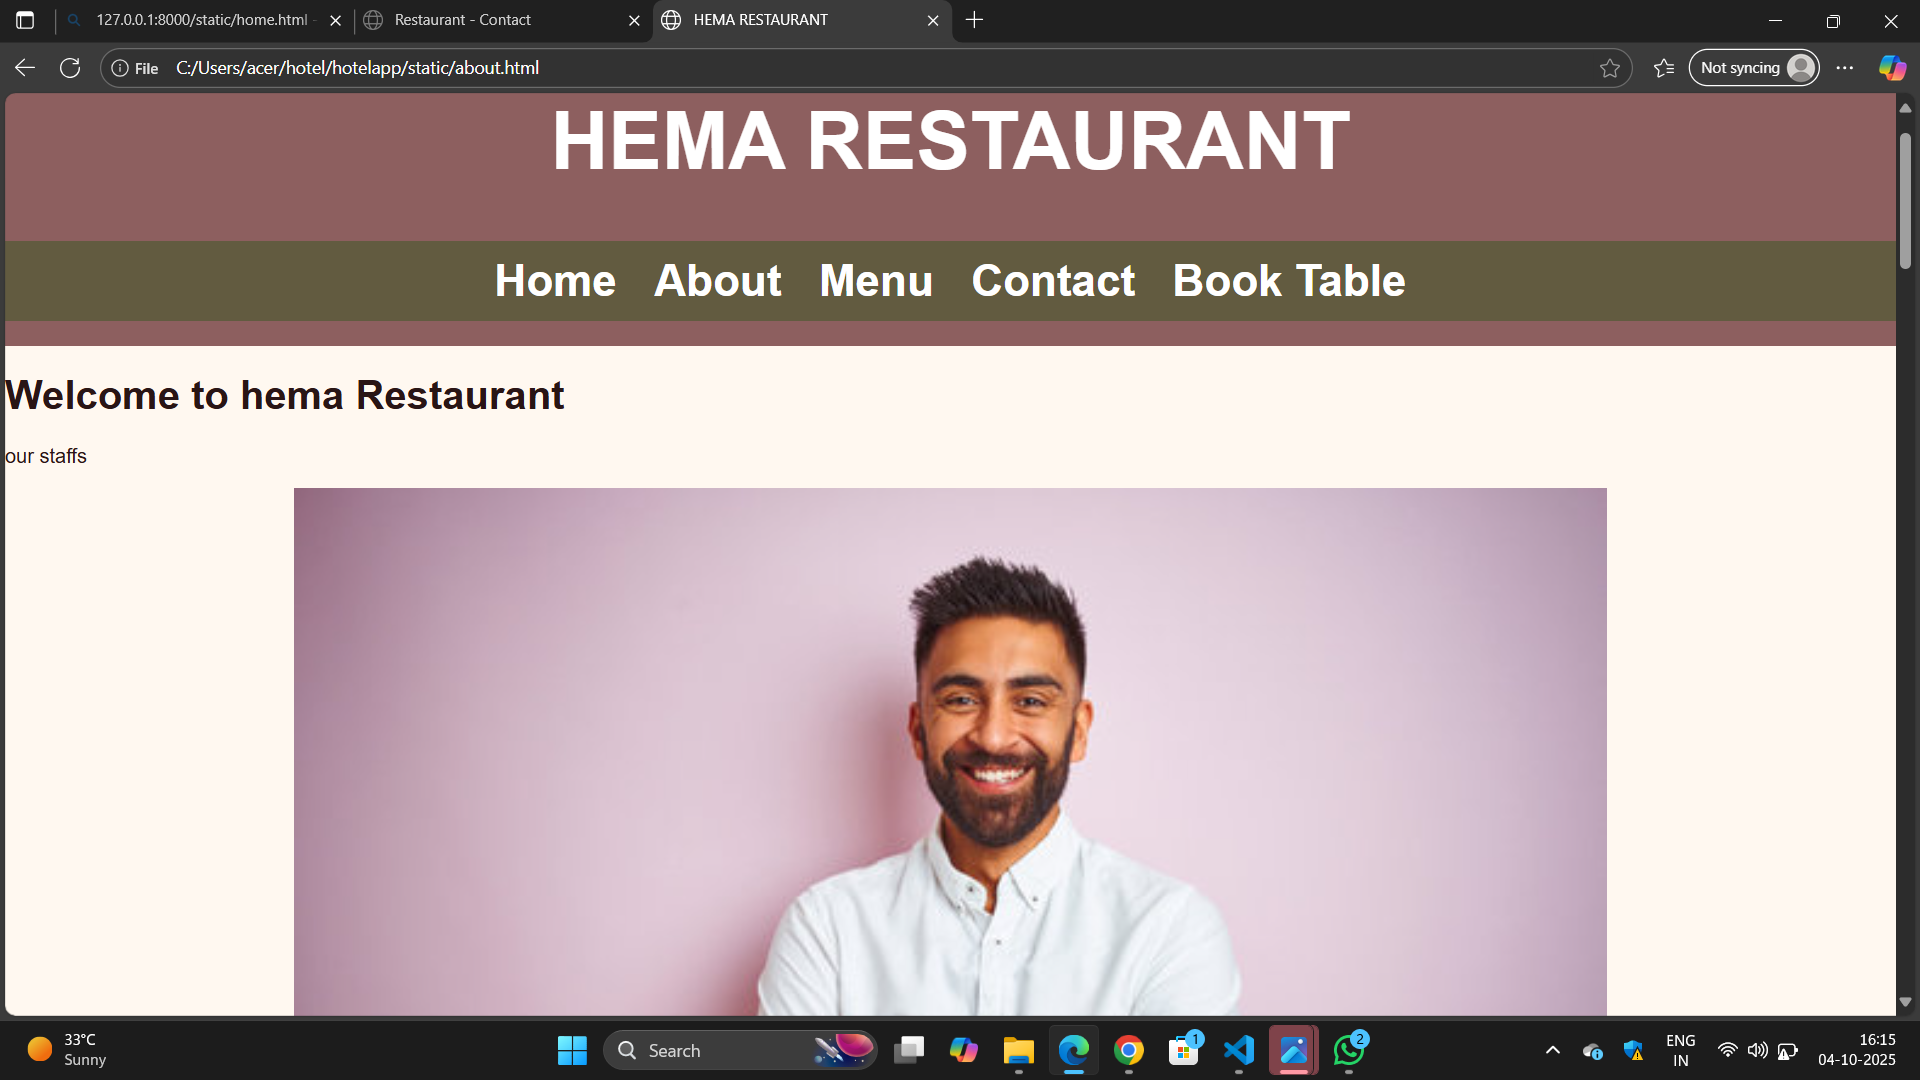 127.0.0.1:8000/static/home.html -
Restaurant - Contact
HEMA RESTAURANT
File
C:/Users/acer/hotel/hotelapp/static/about.html
Not syncing
HEMA RESTAURANT
Home About Menu Contact Book Table
Welcome to hema Restaurant
our staffs
33°C
Sunny
Search
1
2
ENG
IN
16:15
04-10-2025